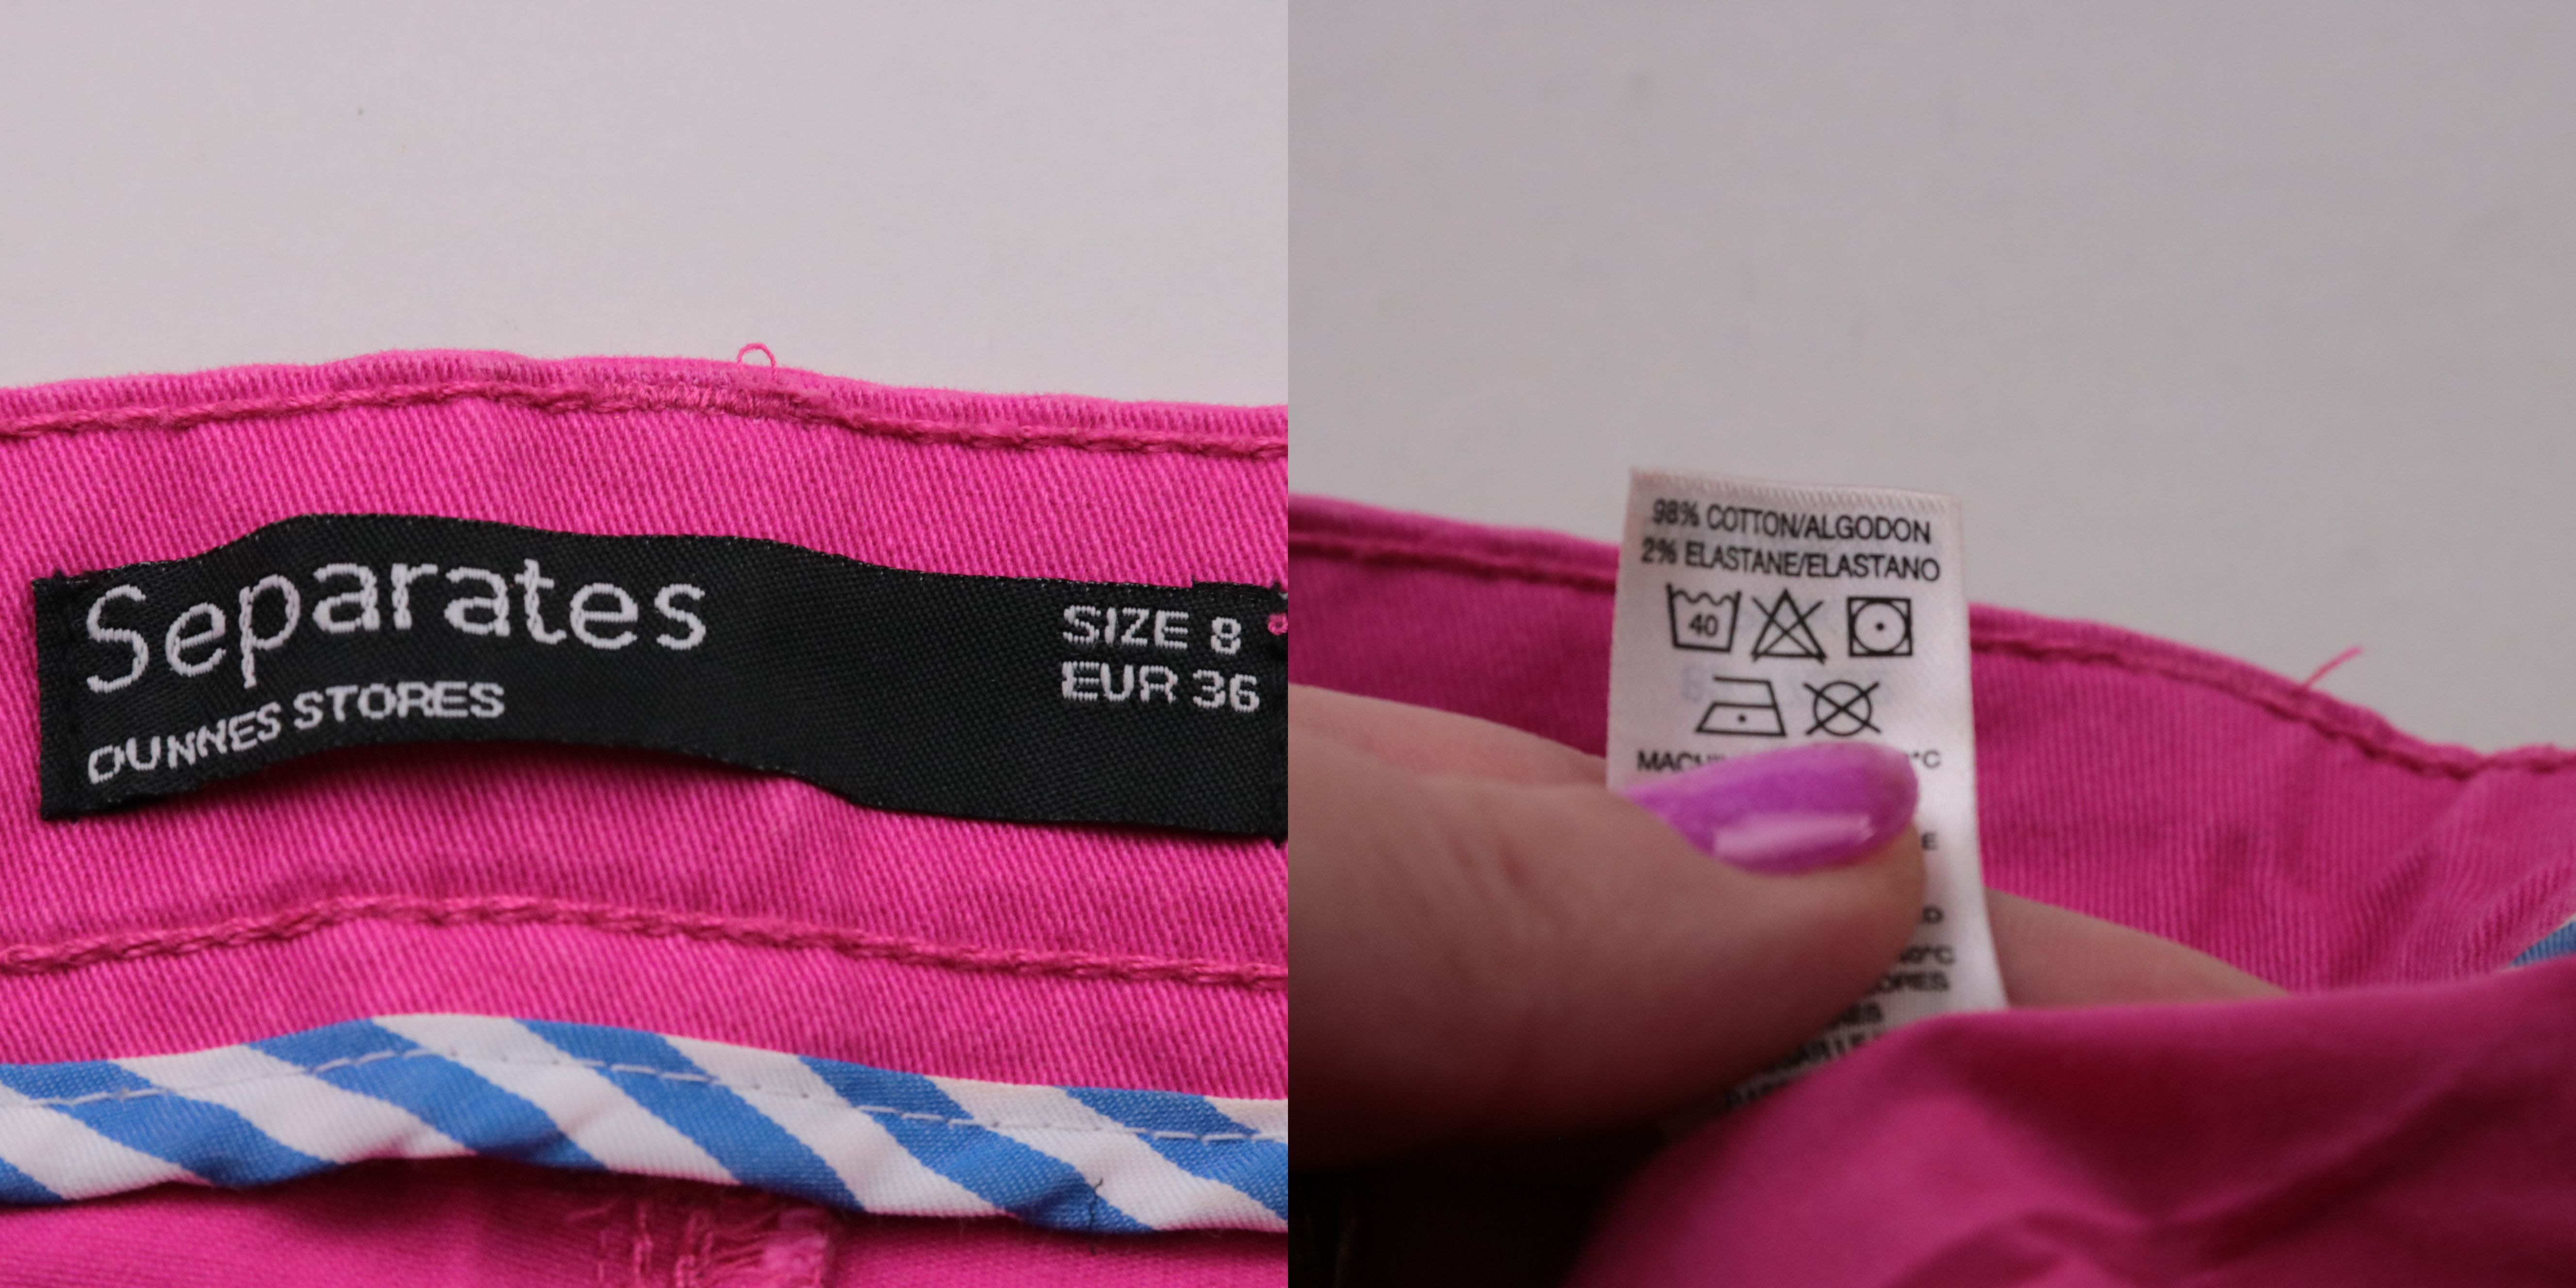 Separates
DUNNES STORES
SIZE 8
EUR 36
98% COTTON/ALGODON
2% ELASTANE/ELASTANO
40